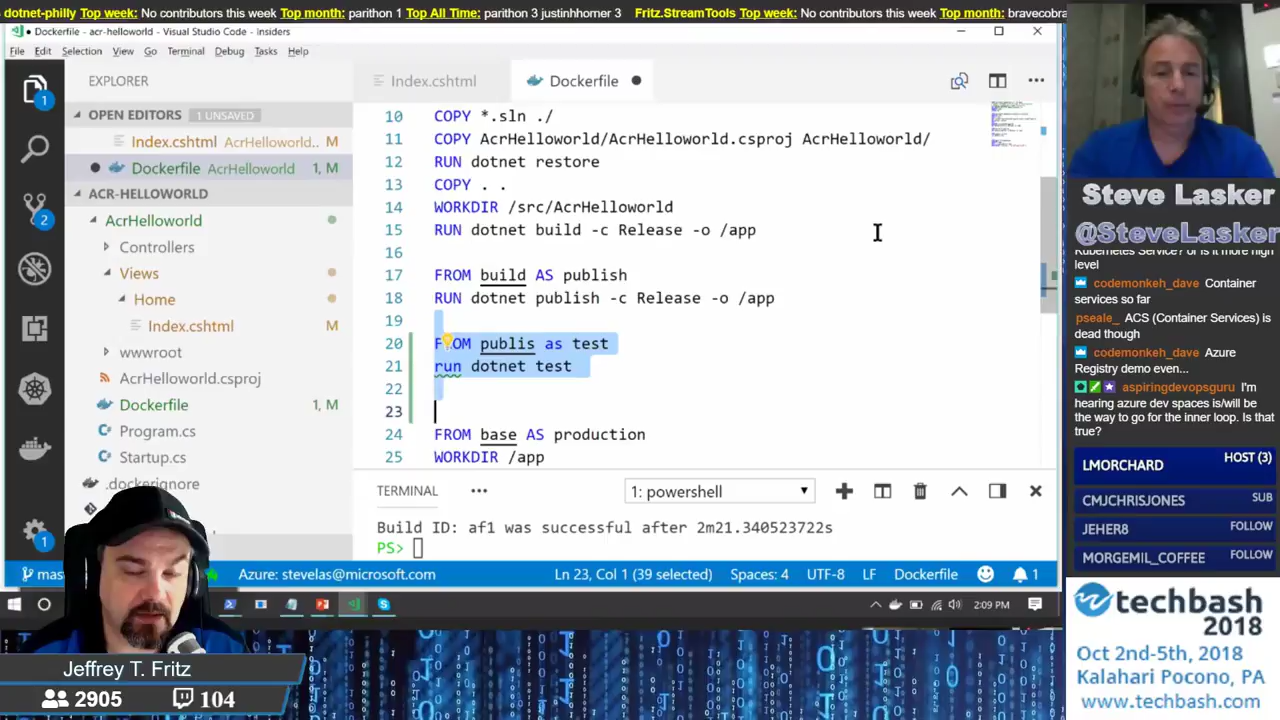 dotnet-philly Top week: No contributors this week Top month: parithon 1 Top All Time: parithon 3 justinhhorner 3 Fritz.StreamTools Top week: No contributors this week Top month: bravecobra
Dockerfile - acr-helloworld - Visual Studio Code - Insiders
File Edit Selection View Go Terminal Debug Tasks Help
EXPLORER
Index.cshtml
Dockerfile
OPEN EDITORS 1 UNSAVED
Index.cshtml AcrHelloworld... M
Dockerfile AcrHelloworld 1, M
ACR-HELLOWORLD
AcrHelloworld
Controllers
Views
Home
Index.cshtml M
wwwroot
AcrHelloworld.csproj
Dockerfile 1, M
Program.cs
Startup.cs
.dockerignore
1
2
1
10 COPY *.sln ./
11 COPY AcrHelloworld/AcrHelloworld.csproj AcrHelloworld/
12 RUN dotnet restore
13 COPY . .
14 WORKDIR /src/AcrHelloworld
15 RUN dotnet build -c Release -o /app
16
17 FROM build AS publish
18 RUN dotnet publish -c Release -o /app
19
20 FROM publis as test
21 run dotnet test
22
23
24 FROM base AS production
25 WORKDIR /app
TERMINAL ••• 1: powershell
Build ID: af1 was successful after 2m21.340523722s
PS>
mas
Azure: stevelas@microsoft.com Ln 23, Col 1 (39 selected) Spaces: 4 UTF-8 LF Dockerfile 1
2:09 PM
Steve Lasker
@SteveLasker
Kubernetes Service? or is it more high
level
codemonkeh_dave Container
services so far
pseale_ ACS (Container Services) is
dead though
codemonkeh_dave Azure
Registry demo even...
aspiringdevopsguru I'm
hearing azure dev spaces is/will be
the way to go for the inner loop. Is that
true?
LMORCHARD HOST (3)
CMJCHRISJONES SUB
JEHER8 FOLLOW
MORGEMIL_COFFEE FOLLOW
techbash
2018
Oct 2nd-5th, 2018
Kalahari Pocono, PA
www.techbash.com
Jeffrey T. Fritz
2905 104